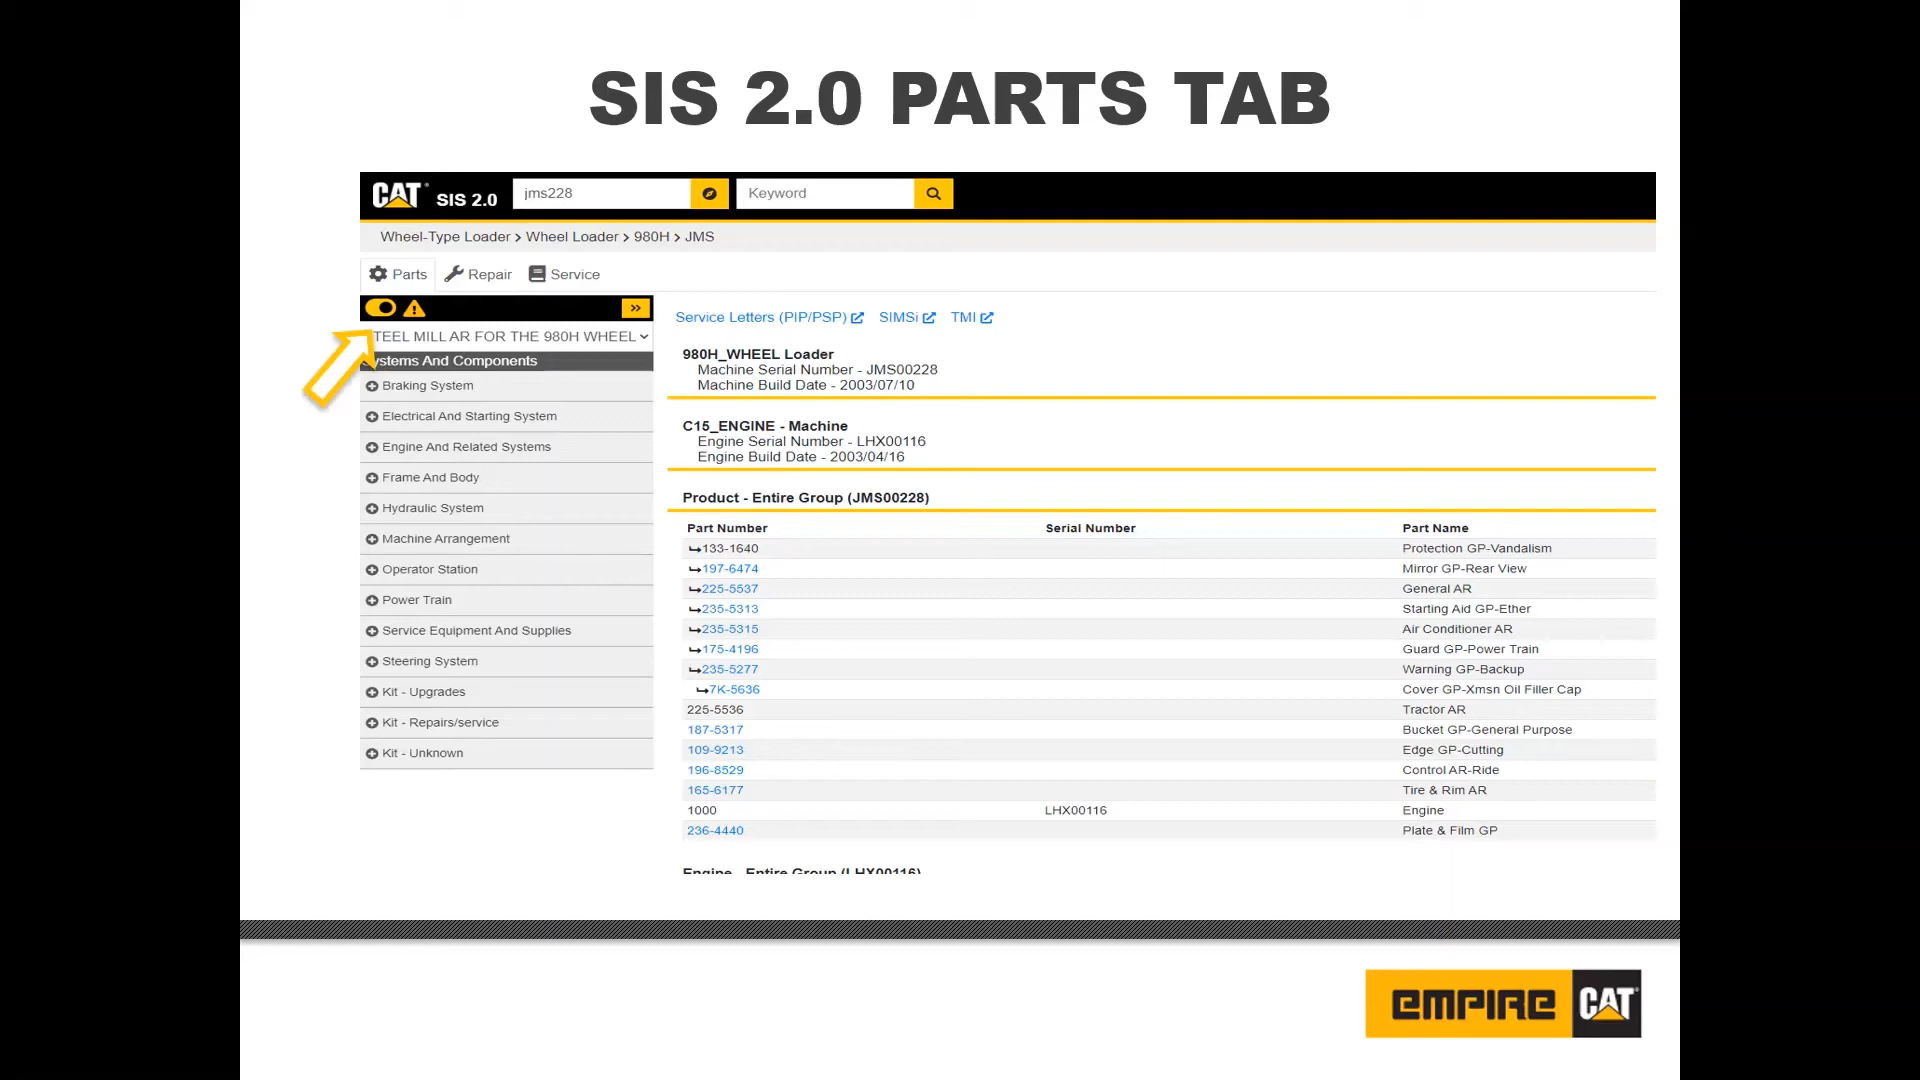 SIS 2.0 PARTS TAB
CAT SIS 2.0 jms228 Keyword
Wheel-Type Loader > Wheel Loader > 980H > JMS
Parts Repair Service
Service Letters (PIP/PSP) SIMSi TMI
TEEL MILL AR FOR THE 980H WHEEL
ystems And Components
Braking System
Electrical And Starting System
Engine And Related Systems
Frame And Body
Hydraulic System
Machine Arrangement
Operator Station
Power Train
Service Equipment And Supplies
Steering System
Kit - Upgrades
Kit - Repairs/service
Kit - Unknown
980H_WHEEL Loader
Machine Serial Number - JMS00228
Machine Build Date - 2003/07/10
C15_ENGINE - Machine
Engine Serial Number - LHX00116
Engine Build Date - 2003/04/16
Product - Entire Group (JMS00228)
Part Number Serial Number Part Name
133-1640 Protection GP-Vandalism
197-6474 Mirror GP-Rear View
225-5537 General AR
235-5313 Starting Aid GP-Ether
235-5315 Air Conditioner AR
175-4196 Guard GP-Power Train
235-5277 Warning GP-Backup
7K-5636 Cover GP-Xmsn Oil Filler Cap
225-5536 Tractor AR
187-5317 Bucket GP-General Purpose
109-9213 Edge GP-Cutting
196-8529 Control AR-Ride
165-6177 Tire & Rim AR
1000 LHX00116 Engine
236-4440 Plate & Film GP
Engine - Entire Group (LHX00116)
EMPIRE CAT